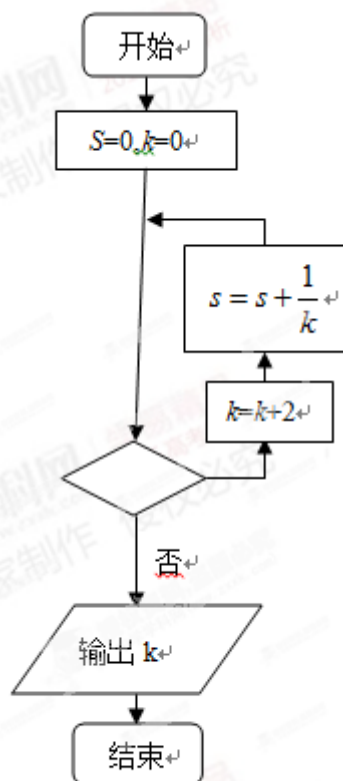 开始
S=0,k=0
s = s + 1/k
k=k+2
否
输出 k
结束